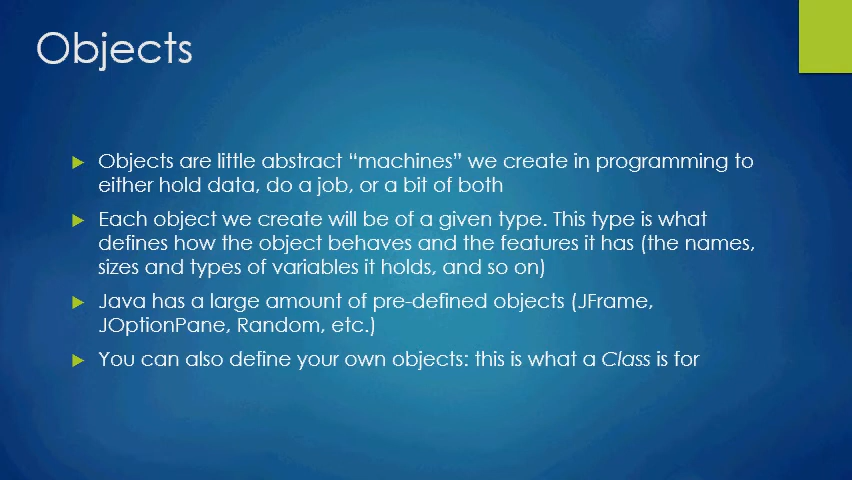 Objects
Objects are little abstract “machines” we create in programming to
either hold data, do a job, or a bit of both
Each object we create will be of a given type. This type is what
defines how the object behaves and the features it has (the names,
sizes and types of variables it holds, and so on)
Java has a large amount of pre-defined objects (JFrame,
JOptionPane, Random, etc.)
You can also define your own objects: this is what a Class is for